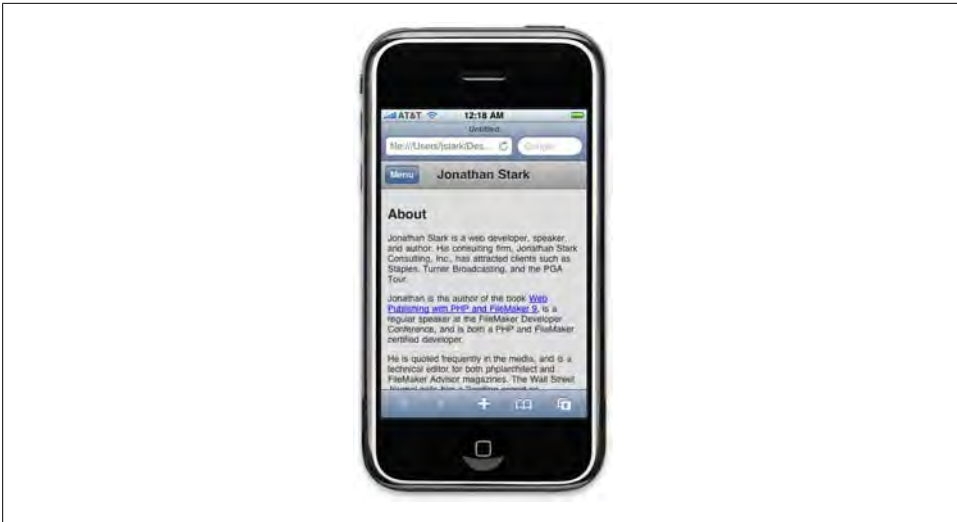 AT&T 12:18 AM
Untitled
file:///Users/jstark/Des...
Google
Menu Jonathan Stark
About
Jonathan Stark is a web developer, speaker,
and author. His consulting firm, Jonathan Stark
Consulting, Inc., has attracted clients such as
Staples, Turner Broadcasting, and the PGA
Tour.
Jonathan is the author of the book Web
Publishing with PHP and FileMaker 9, is a
regular speaker at the FileMaker Developer
Conference, and is both a PHP and FileMaker
certified developer.
He is quoted frequently in the media, and is a
technical editor for both php|architect and
FileMaker Advisor magazines. The Wall Street